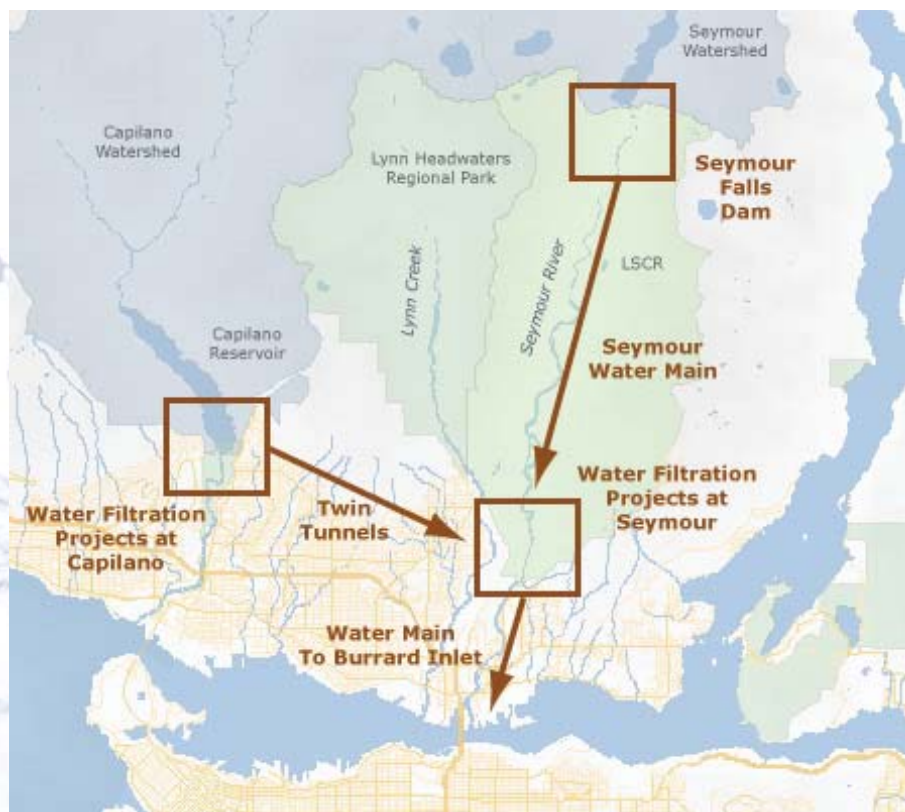 Seymour
Watershed
Capilano
Watershed
Lynn Headwaters
Regional Park
Seymour
Falls
Dam
LSCR
Lynn Creek
Seymour River
Capilano
Reservoir
Seymour
Water Main
Water Filtration
Projects at
Seymour
Twin
Tunnels
Water Filtration
Projects at
Capilano
Water Main
To Burrard Inlet